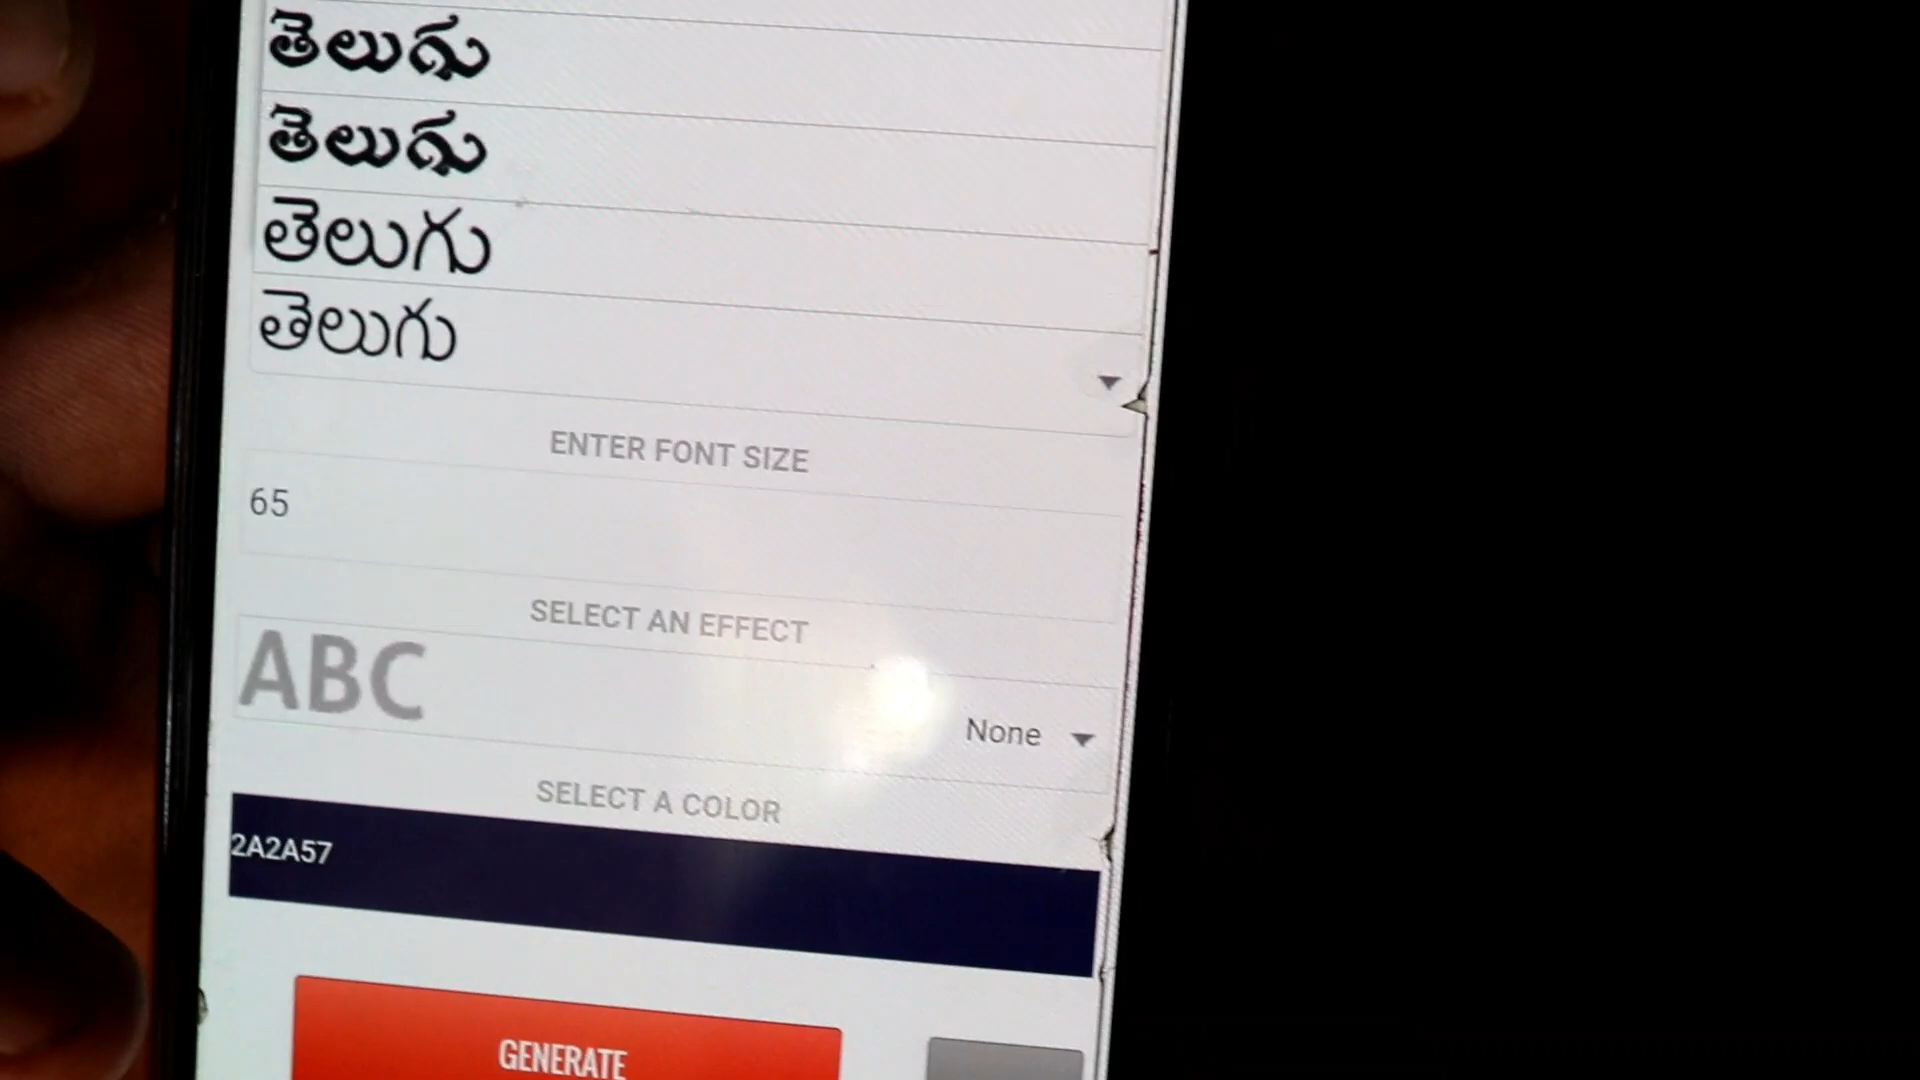 తెలుగు
తెలుగు
తెలుగు
తెలుగు
ENTER FONT SIZE
65
SELECT AN EFFECT
ABC
None
SELECT A COLOR
2A2A57
GENERATE